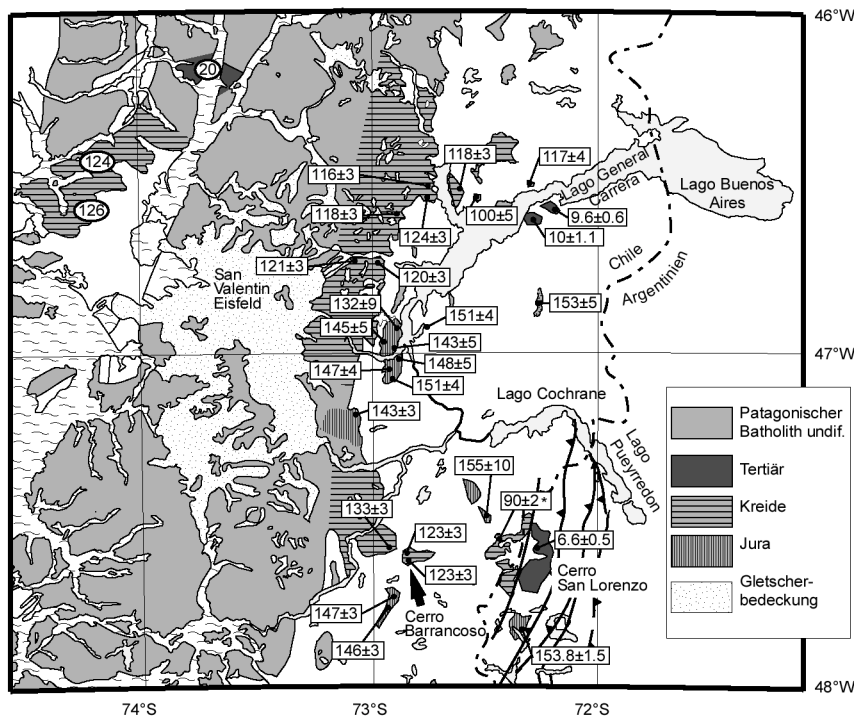 46°W
20
124
126
116±3
118±3
117±4
118±3
Lago General
Carrera
Lago Buenos
Aires
100±5
9.6±0.6
124±3
10±1.1
121±3
120±3
Chile
Argentinien
San
Valentin
Eisfeld
132±9
151±4
153±5
145±5
143±5
148±5
147±4
151±4
47°W
143±3
Lago Cochrane
Lago
Pueyrredon
155±10
90±2*
133±3
123±3
6.6±0.5
123±3
Cerro
San Lorenzo
147±3
Cerro
Barrancoso
146±3
153.8±1.5
48°W
74°S
73°S
72°S
Patagonischer
Batholith undif.
Tertiär
Kreide
Jura
Gletscher-
bedeckung